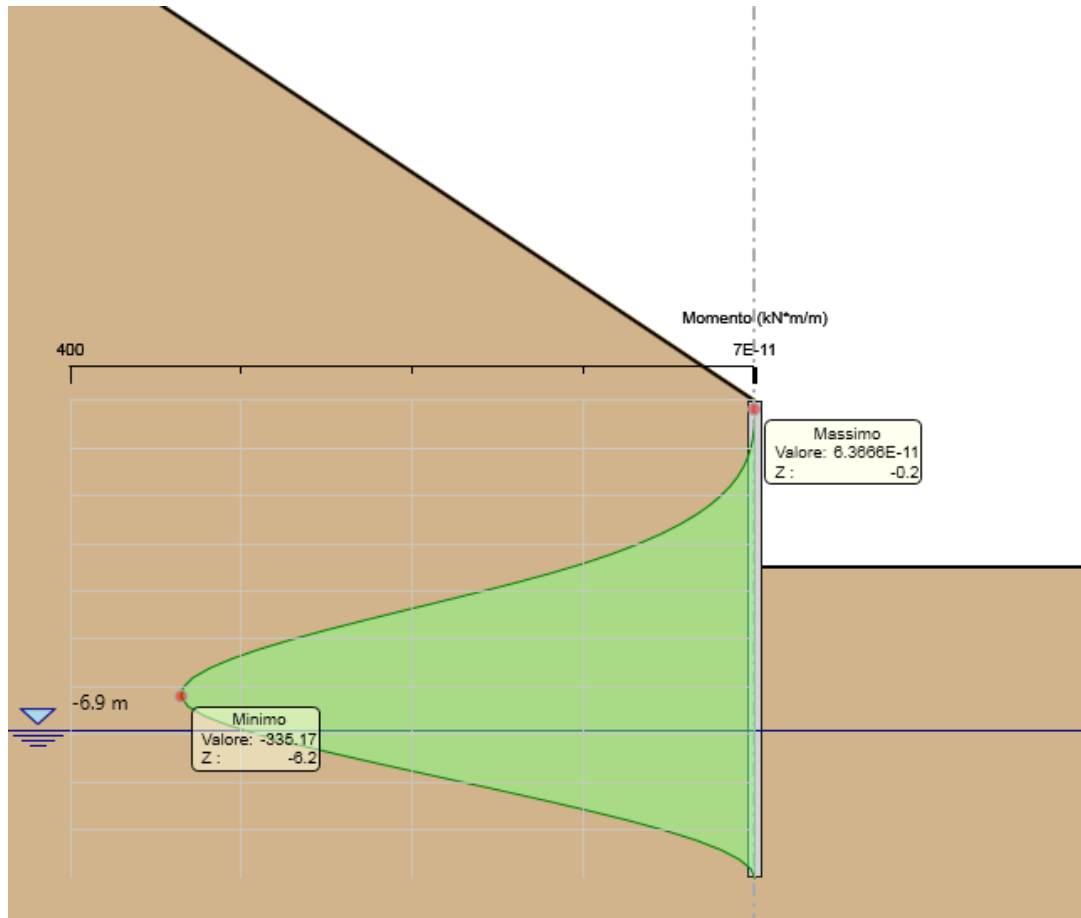 Momento (kN*m/m)
400
7E-11
Massimo
Valore: 6.3666E-11
Z : -0.2
-6.9 m
Minimo
Valore: -335.17
Z : -6.2